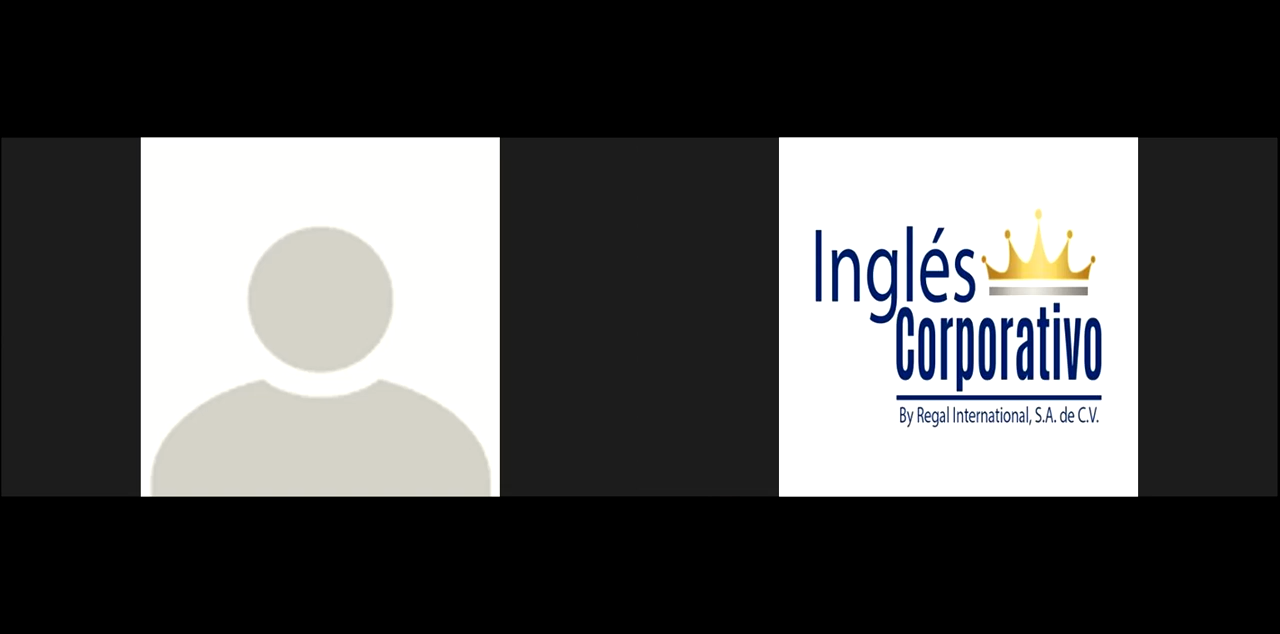 Inglés
Corporativo
By Regal International, S.A. de C.V.